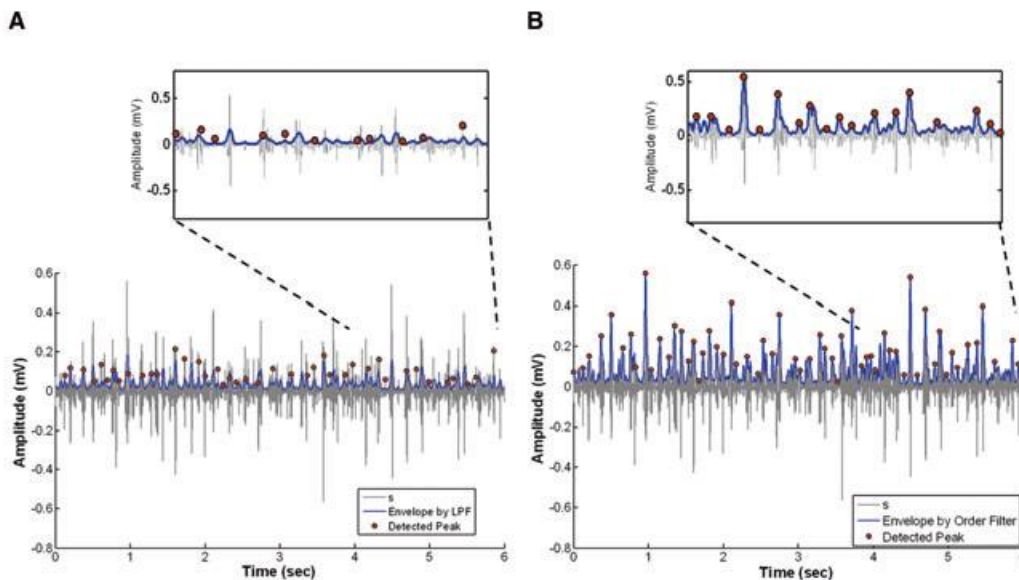 A
B
0.5
0
-0.5
Amplitude (mV)
0.5
0
-0.5
Amplitude (mV)
0.6
0.4
0.2
0
-0.2
-0.4
-0.6
-0.8
Amplitude (mV)
s
Envelope by LPF
Detected Peak
0 1 2 3 4 5 6
Time (sec)
0.6
0.4
0.2
0
-0.2
-0.4
-0.6
-0.8
Amplitude (mV)
s
Envelope by Order Filter
Detected Peak
0 1 2 3 4 5
Time (sec)